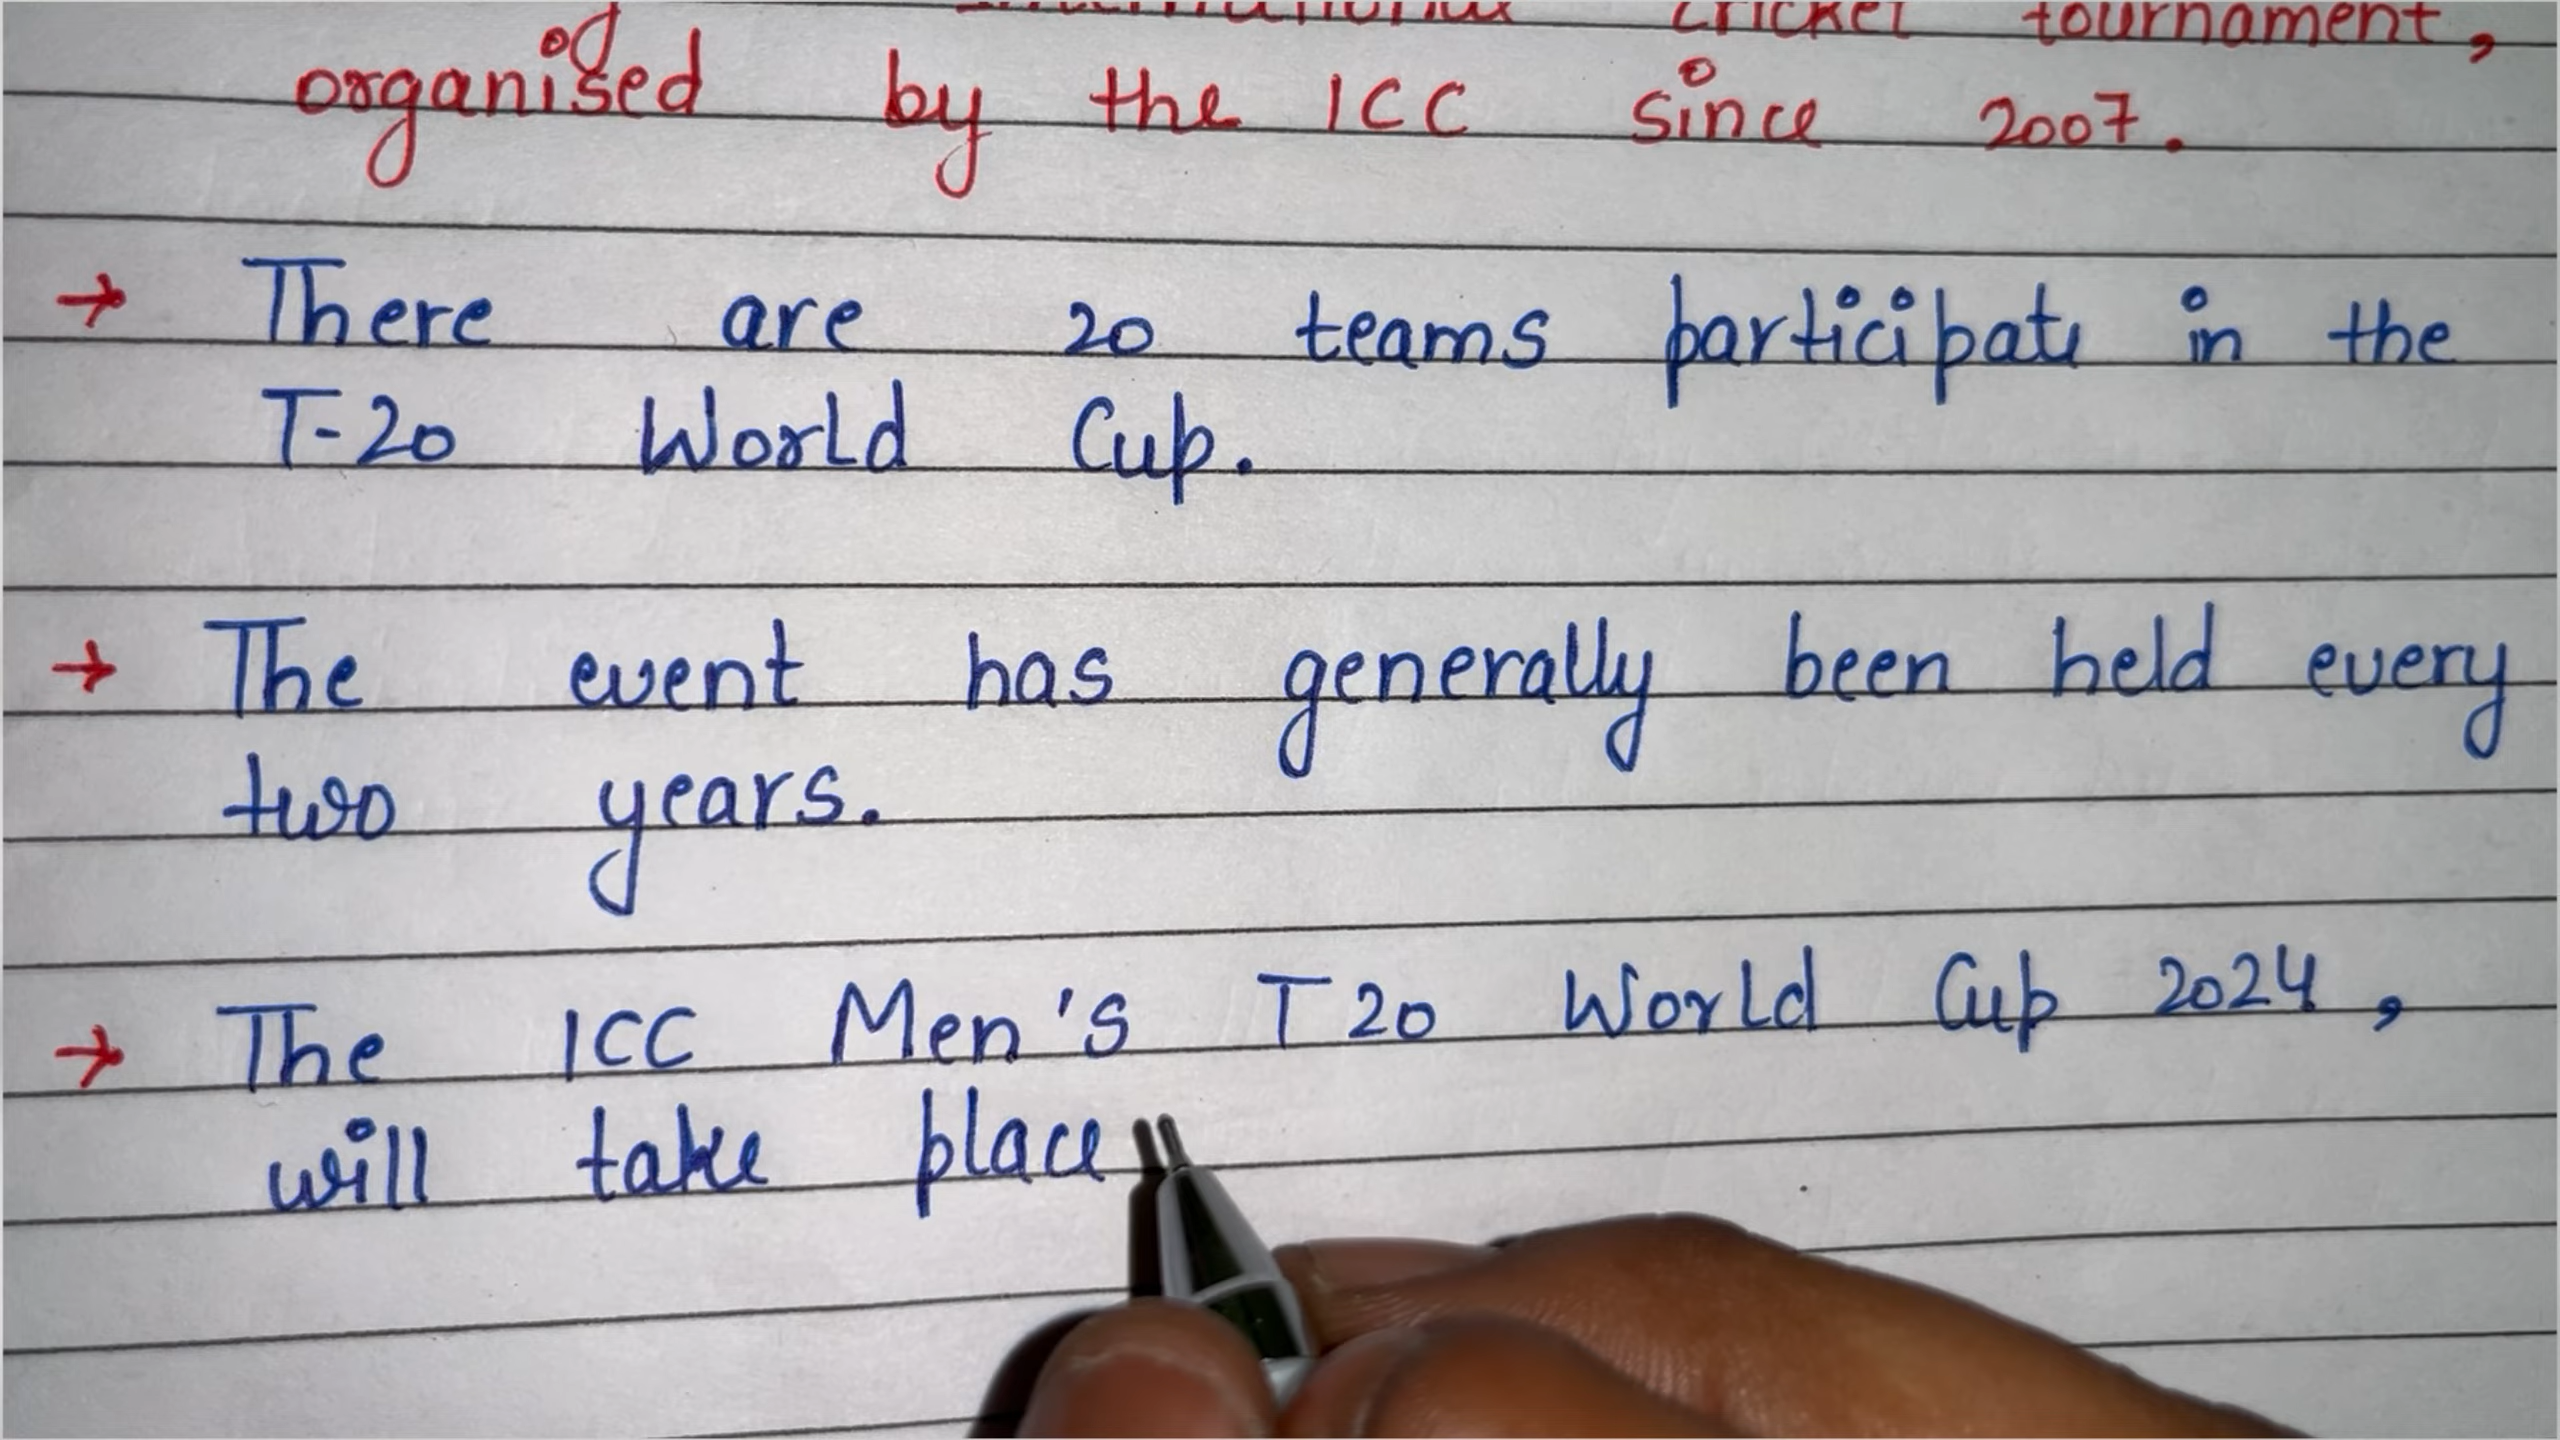 International cricket tournament,
organised by the ICC since 2007.
→ There are 20 teams participate in the
T-20 World Cup.
→ The event has generally been held every
two years.
→ The ICC Men's T20 World Cup 2024,
will take place